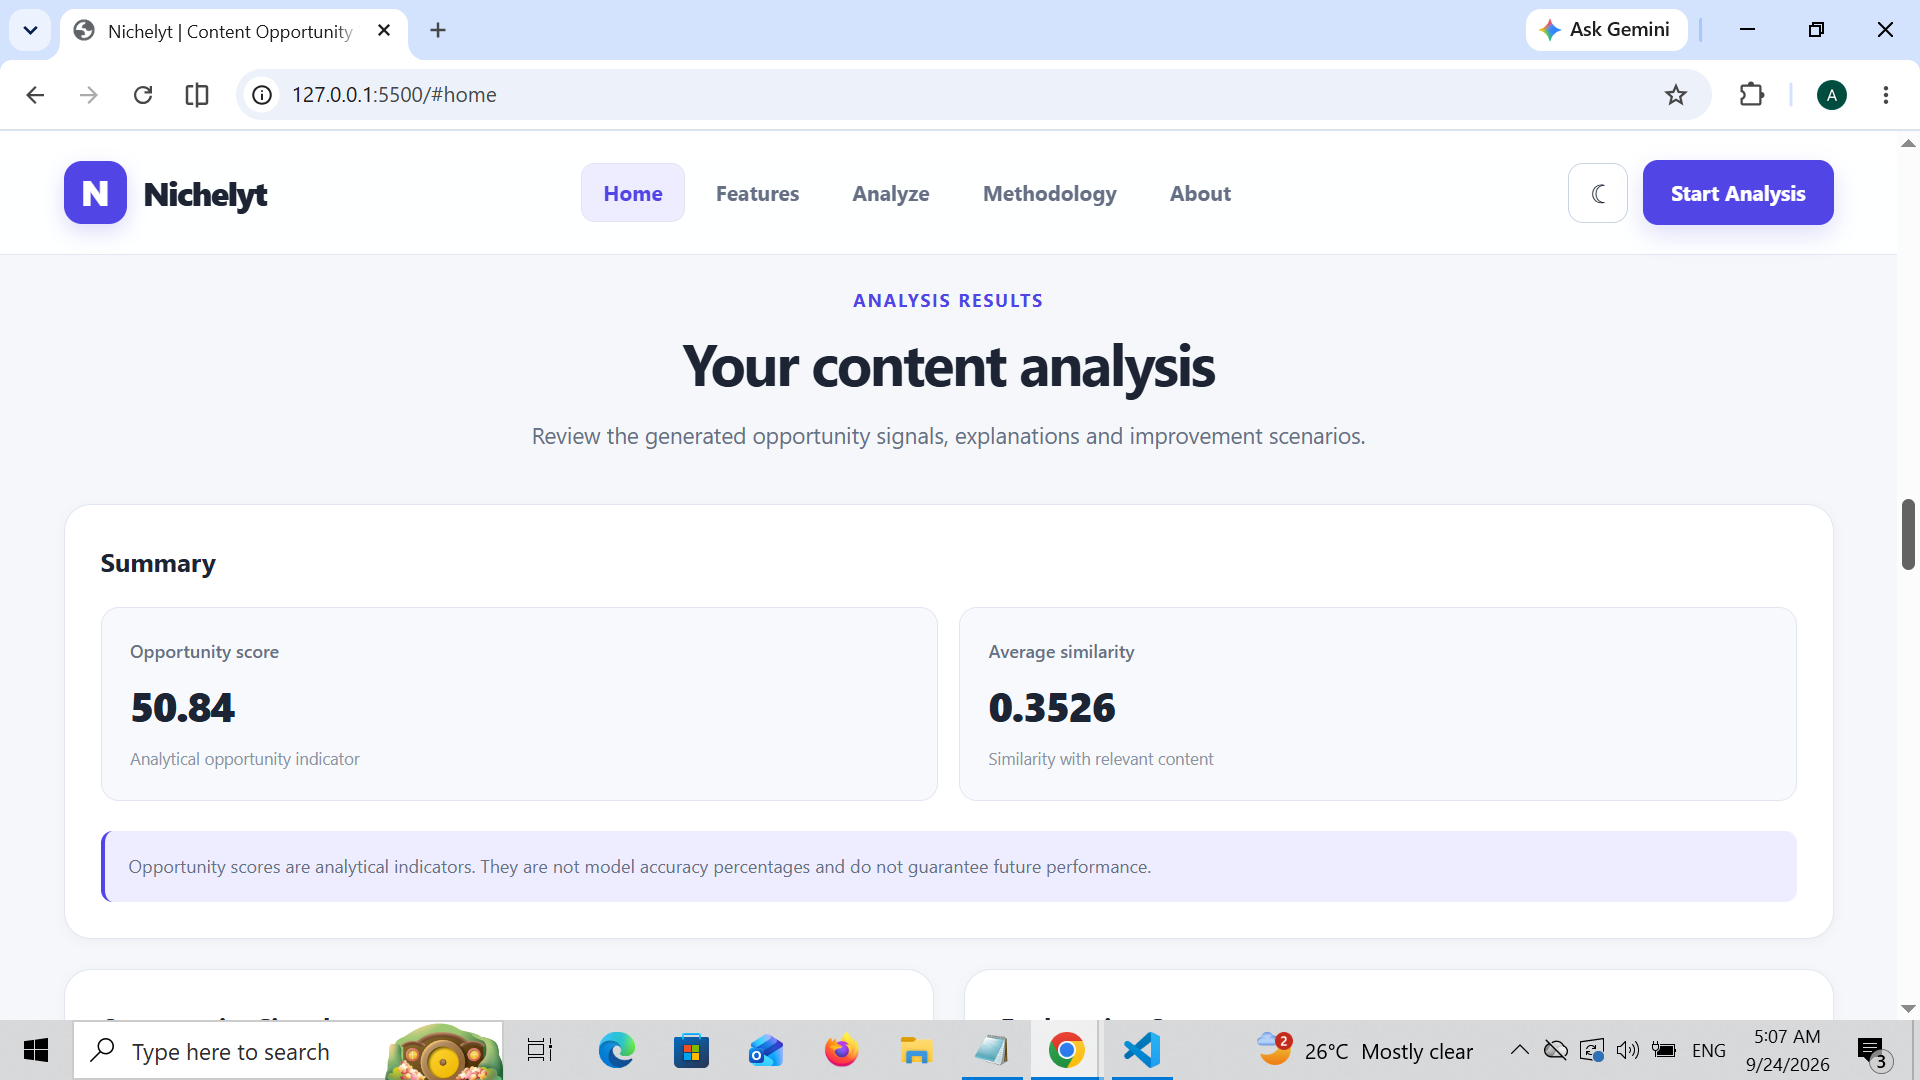 Nichelyt | Content Opportunity
Ask Gemini
127.0.0.1:5500/#home
A
N
Nichelyt
Home
Features
Analyze
Methodology
About
Start Analysis
ANALYSIS RESULTS
Your content analysis
Review the generated opportunity signals, explanations and improvement scenarios.
Summary
Opportunity score
50.84
Analytical opportunity indicator
Average similarity
0.3526
Similarity with relevant content
Opportunity scores are analytical indicators. They are not model accuracy percentages and do not guarantee future performance.
Type here to search
2
26°C Mostly clear
ENG
5:07 AM
9/24/2026
3